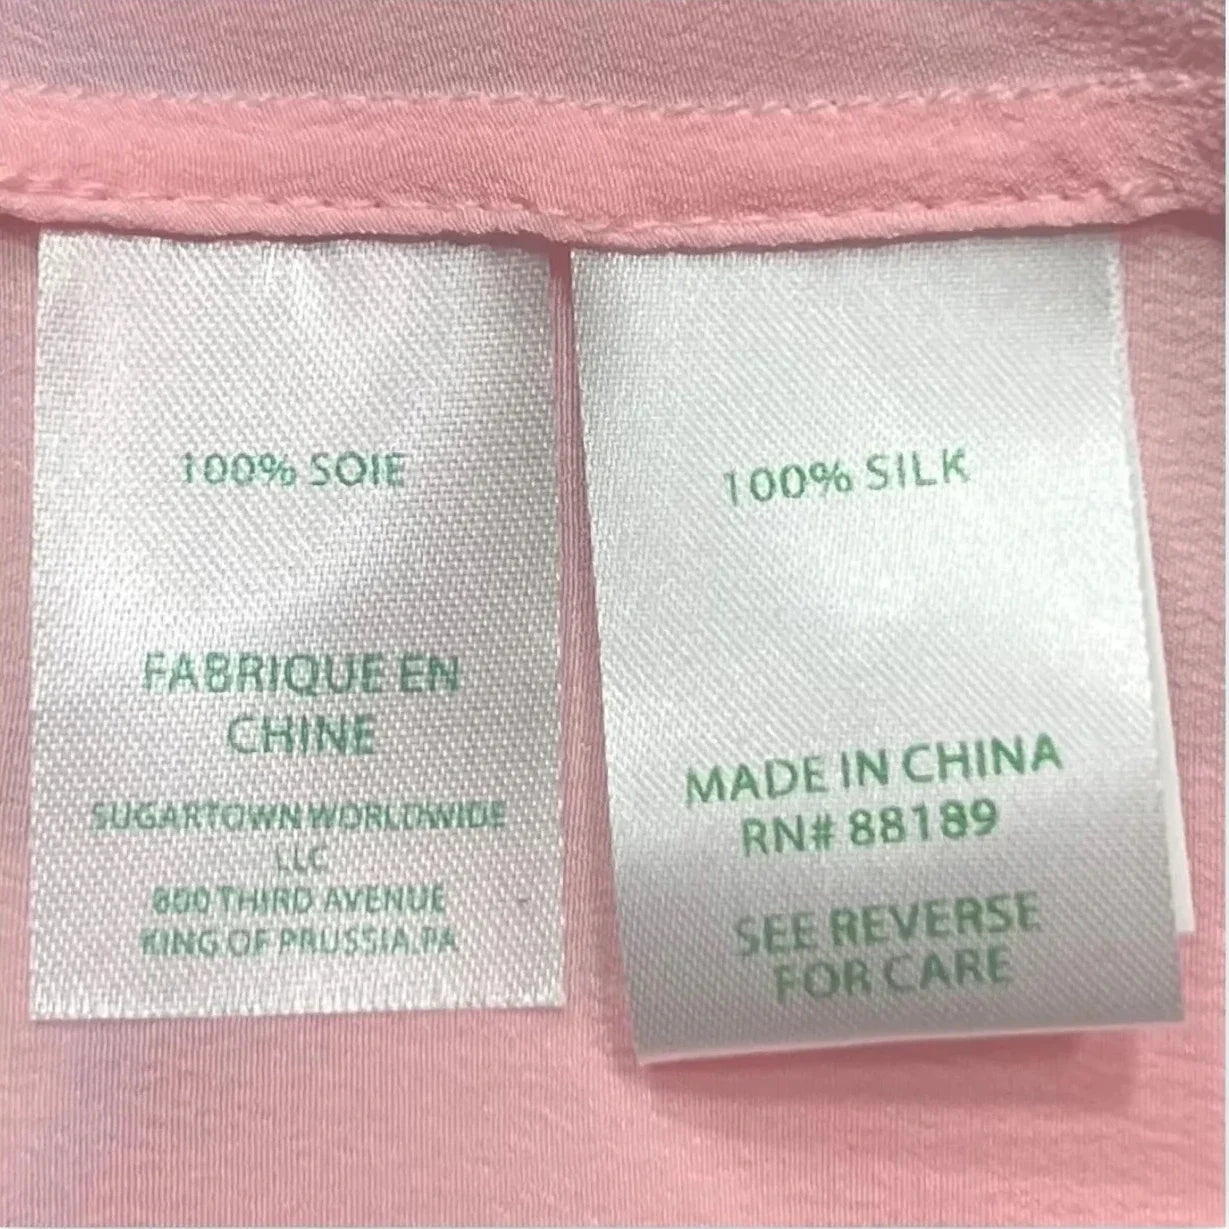 100% SOIE
FABRIQUE EN
CHINE
SUGARTOWN WORLDWIDE
LLC
800 THIRD AVENUE
KING OF PRUSSIA,PA
100% SILK
MADE IN CHINA
RN# 88189
SEE REVERSE
FOR CARE